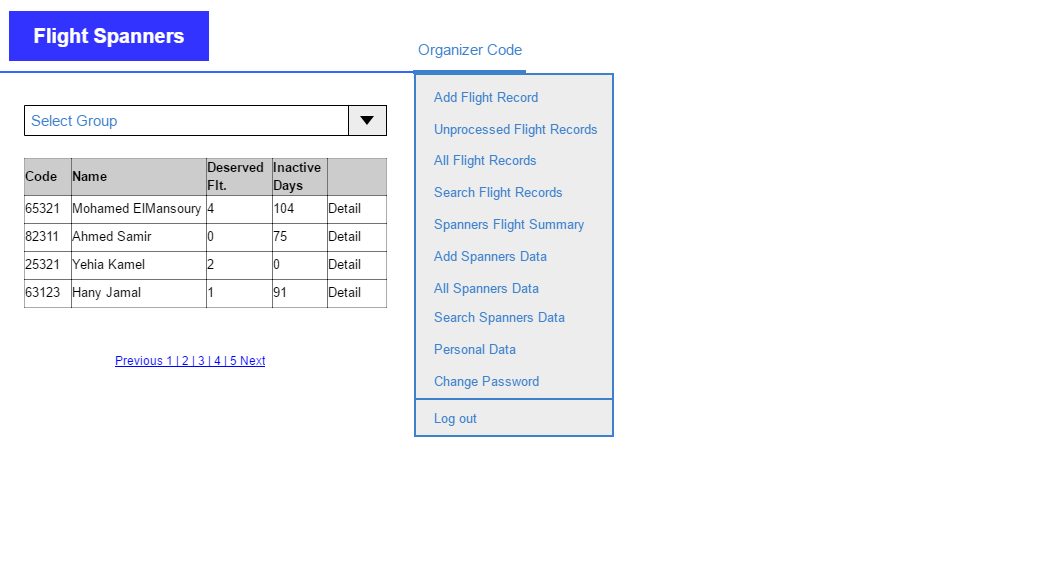 Flight Spanners
Organizer Code
Select Group
Code Name Deserved Flt. Inactive Days
65321 Mohamed ElMansoury 4 104 Detail
82311 Ahmed Samir 0 75 Detail
25321 Yehia Kamel 2 0 Detail
63123 Hany Jamal 1 91 Detail
Previous 1 | 2 | 3 | 4 | 5 Next
Add Flight Record
Unprocessed Flight Records
All Flight Records
Search Flight Records
Spanners Flight Summary
Add Spanners Data
All Spanners Data
Search Spanners Data
Personal Data
Change Password
Log out